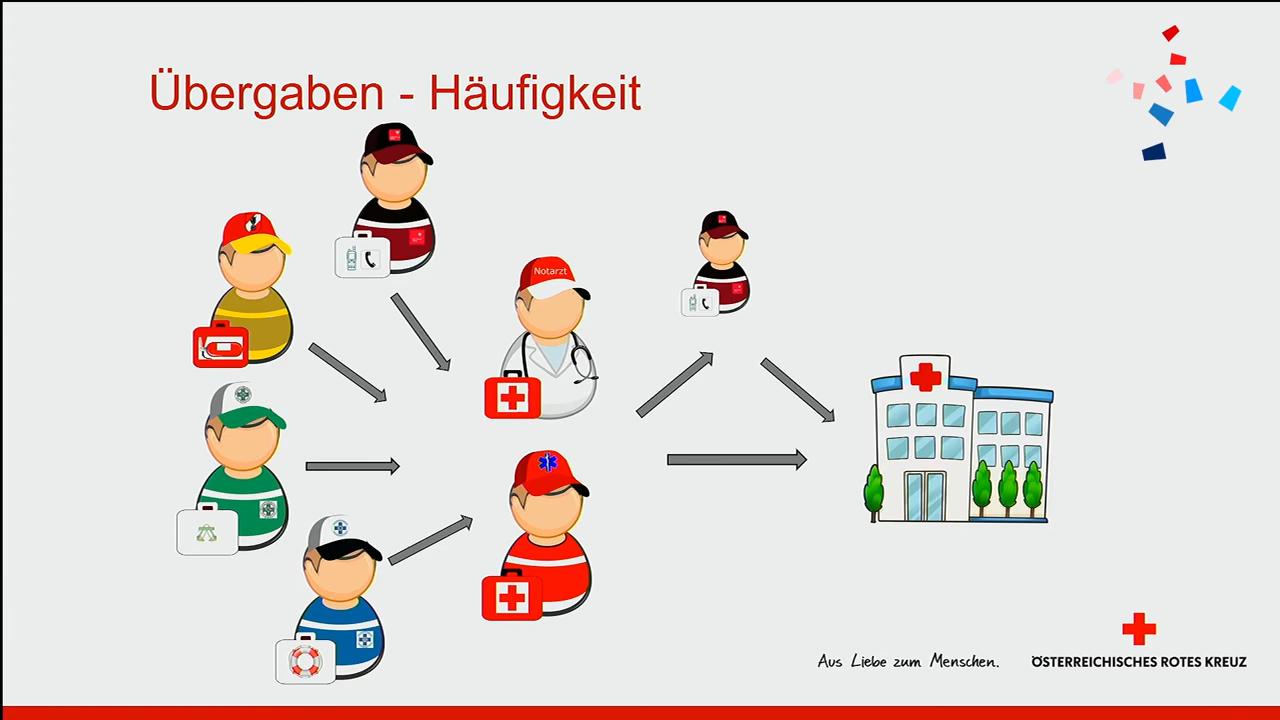 Übergaben - Häufigkeit
Notarzt
Aus Liebe zum Menschen.
ÖSTERREICHISCHES ROTES KREUZ